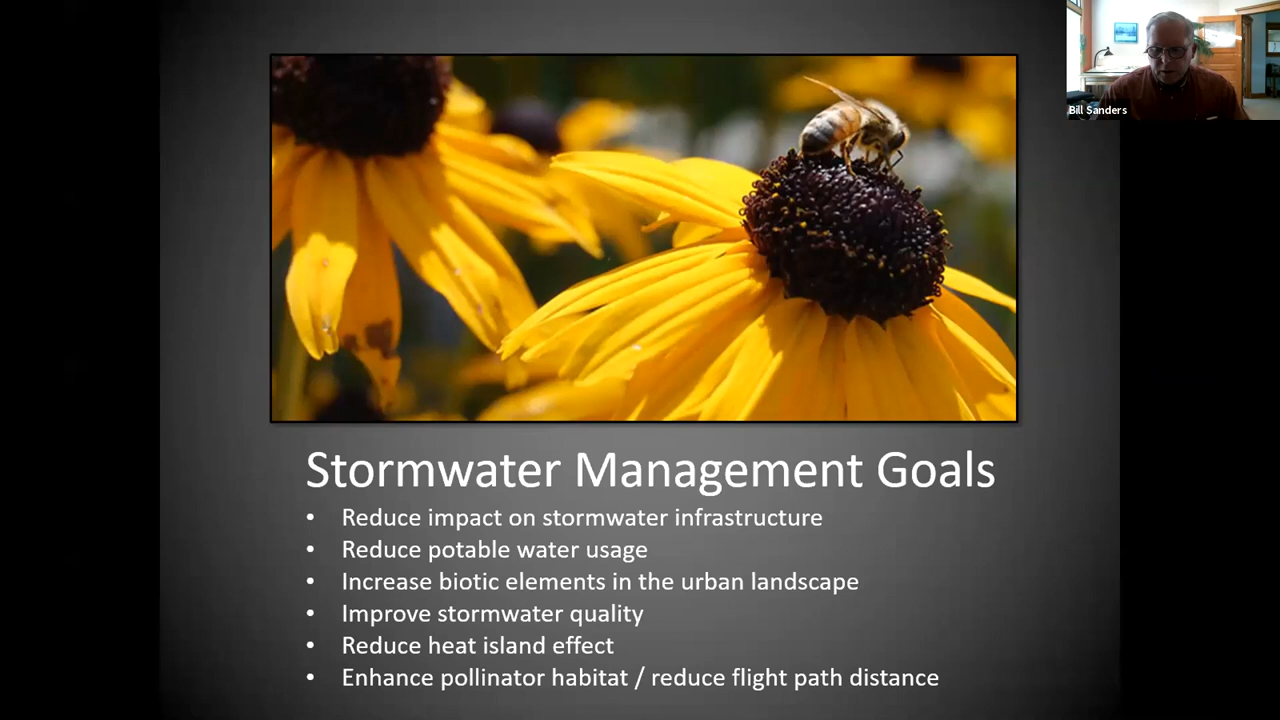 Bill Sanders
Stormwater Management Goals
• Reduce impact on stormwater infrastructure
• Reduce potable water usage
• Increase biotic elements in the urban landscape
• Improve stormwater quality
• Reduce heat island effect
• Enhance pollinator habitat / reduce flight path distance